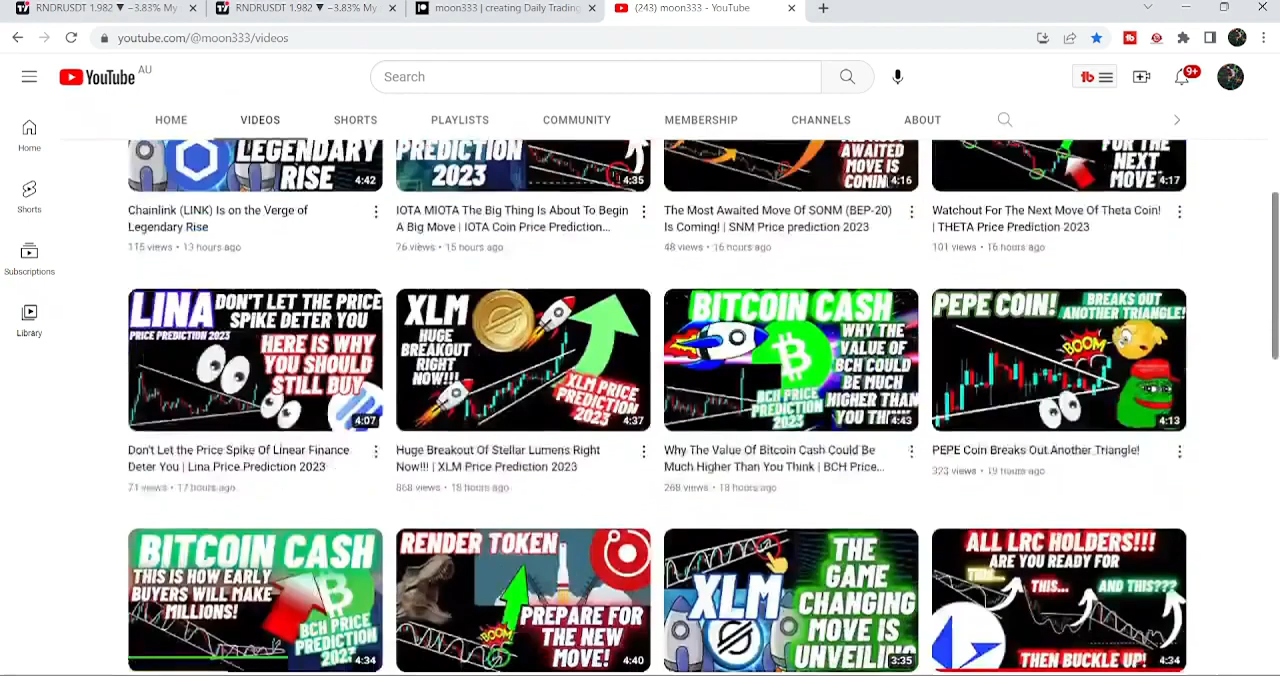 RNDRUSDT 1.982 ▼ −3.83% My
RNDRUSDT 1.982 ▼ −3.83% My
moon333 | creating Daily Trading
(243) moon333 - YouTube
youtube.com/@moon333/videos
YouTube AU
Search
9+
HOME
VIDEOS
SHORTS
PLAYLISTS
COMMUNITY
MEMBERSHIP
CHANNELS
ABOUT
Home
Shorts
Subscriptions
Library
LEGENDARY
RISE
4:42
PREDICTION
2023
4:35
AWAITED
MOVE IS
4:16
FOR THE
NEXT
MOVE
4:17
Chainlink (LINK) Is on the Verge of
Legendary Rise
115 views • 13 hours ago
IOTA MIOTA The Big Thing Is About To Begin
A Big Move | IOTA Coin Price Prediction...
76 views • 15 hours ago
The Most Awaited Move Of SONM (BEP-20)
Is Coming! | SNM Price prediction 2023
48 views • 16 hours ago
Watchout For The Next Move Of Theta Coin!
| THETA Price Prediction 2023
101 views • 16 hours ago
LINA
PRICE PREDICTION 2023
DON'T LET THE PRICE
SPIKE DETER YOU
HERE IS WHY
YOU SHOULD
STILL BUY
4:07
XLM
HUGE
BREAKOUT
RIGHT
NOW!!!
XLM PRICE
PREDICTION
2023
4:37
BITCOIN CASH
WHY THE
VALUE OF
BCH COULD
BE MUCH
HIGHER THAN
YOU
BCH PRICE
PREDICTION
2023
4:43
PEPE COIN!
BREAKS OUT
ANOTHER TRIANGLE!
BOOM
4:13
Don't Let the Price Spike Of Linear Finance
Deter You | Lina Price Prediction 2023
71 views • 17 hours ago
Huge Breakout Of Stellar Lumens Right
Now!!! | XLM Price Prediction 2023
868 views • 18 hours ago
Why The Value Of Bitcoin Cash Could Be
Much Higher Than You Think | BCH Price...
268 views • 18 hours ago
PEPE Coin Breaks Out Another Triangle!
323 views • 19 hours ago
BITCOIN CASH
THIS IS HOW EARLY
BUYERS WILL MAKE
MILLIONS!
BCH PRICE
PREDICTION
4:34
RENDER TOKEN
PREPARE FOR
THE NEW
MOVE!
BOOM
4:40
XLM
THE
GAME
CHANGING
MOVE IS
3:35
ALL LRC HOLDERS!!!
ARE YOU READY FOR
THIS...
THIS...
AND THIS???
THEN BUCKLE UP!
4:34